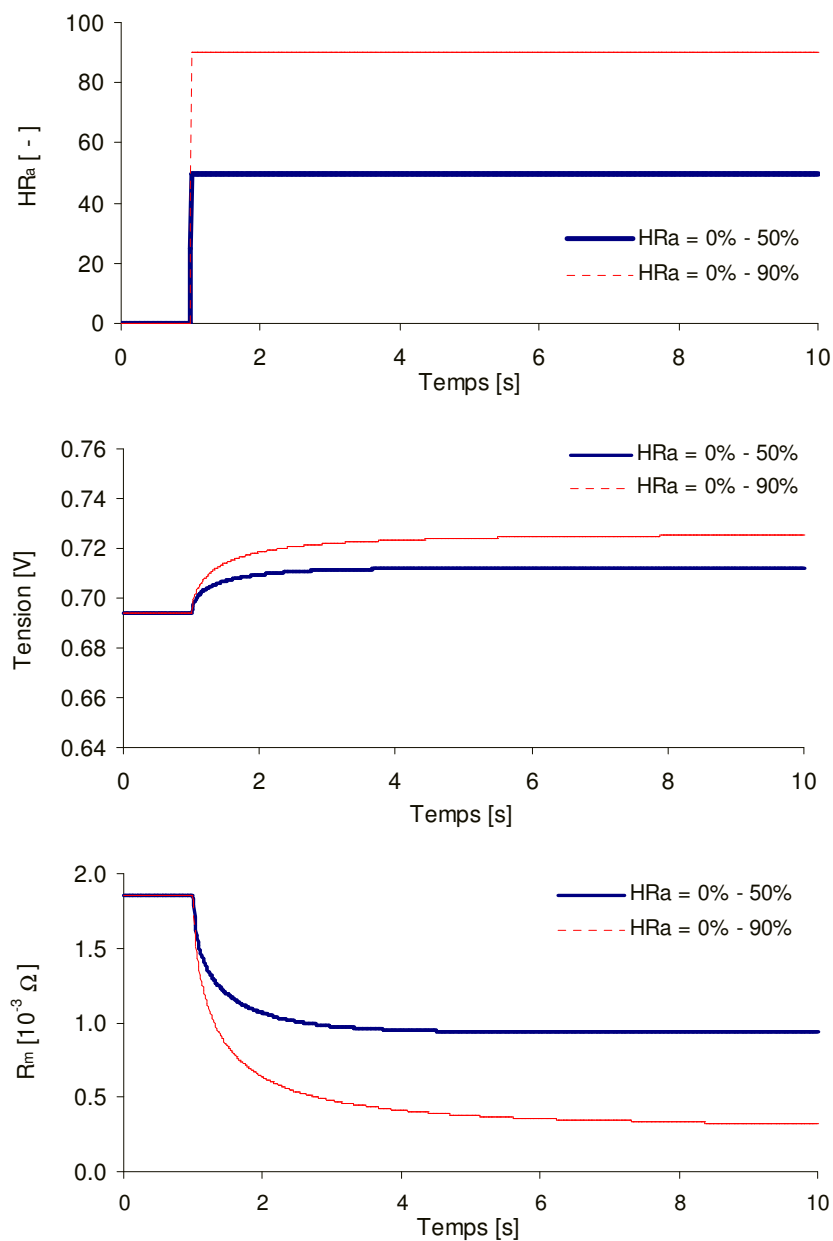 100
80
60
40
20
0
HRa [ - ]
HRa = 0% - 50%
HRa = 0% - 90%
0 2 4 6 8 10
Temps [s]
0.76
0.74
0.72
0.70
0.68
0.66
0.64
Tension [V]
HRa = 0% - 50%
HRa = 0% - 90%
0 2 4 6 8 10
Temps [s]
2.0
1.5
1.0
0.5
0.0
Rm [10⁻³ Ω]
HRa = 0% - 50%
HRa = 0% - 90%
0 2 4 6 8 10
Temps [s]